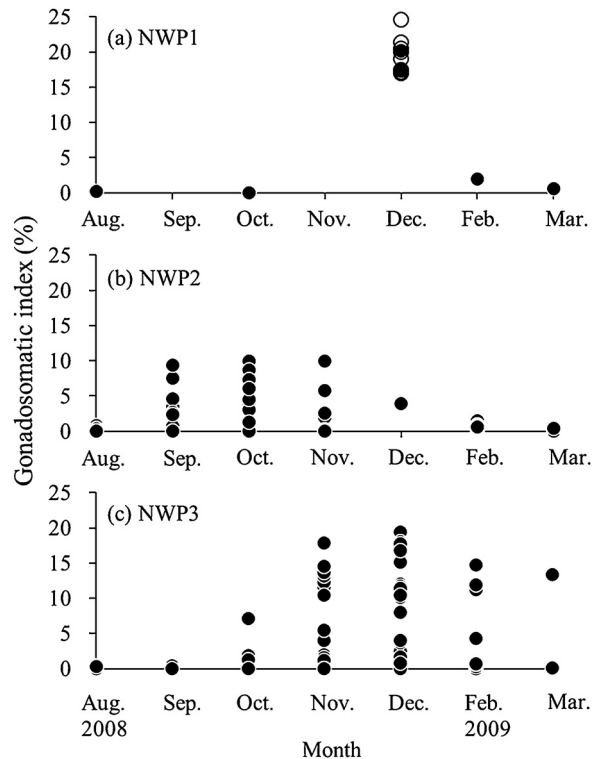 Gonadosomatic index (%)
25
(a) NWP1
20
15
10
5
0
Aug. Sep. Oct. Nov. Dec. Feb. Mar.
25
(b) NWP2
20
15
10
5
0
Aug. Sep. Oct. Nov. Dec. Feb. Mar.
25
(c) NWP3
20
15
10
5
0
Aug. Sep. Oct. Nov. Dec. Feb. Mar.
2008 2009
Month